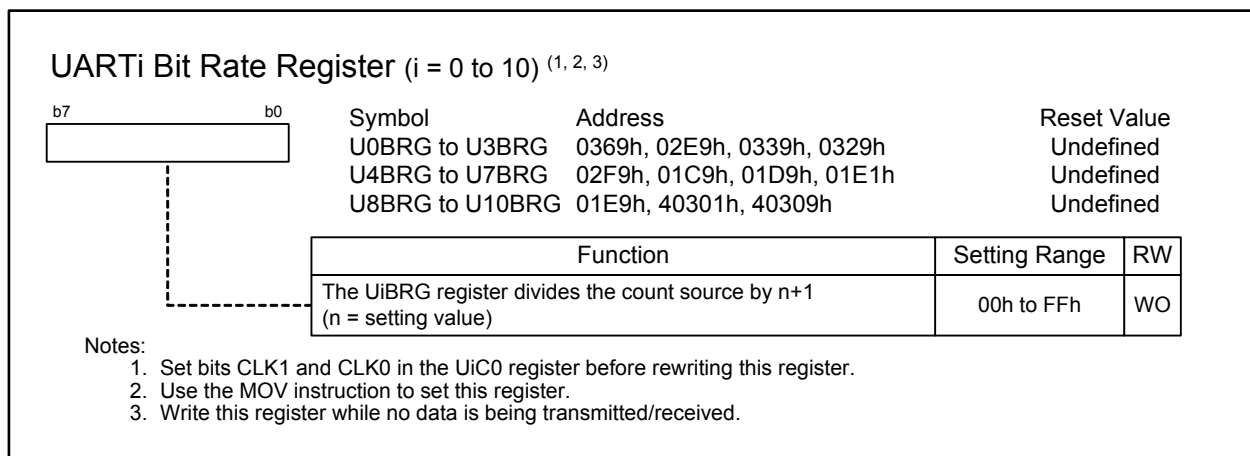 UARTi Bit Rate Register (i = 0 to 10) (1, 2, 3)
b7 b0
Symbol Address Reset Value
U0BRG to U3BRG 0369h, 02E9h, 0339h, 0329h Undefined
U4BRG to U7BRG 02F9h, 01C9h, 01D9h, 01E1h Undefined
U8BRG to U10BRG 01E9h, 40301h, 40309h Undefined
Function Setting Range RW
The UiBRG register divides the count source by n+1
(n = setting value) 00h to FFh WO
Notes:
1. Set bits CLK1 and CLK0 in the UiC0 register before rewriting this register.
2. Use the MOV instruction to set this register.
3. Write this register while no data is being transmitted/received.